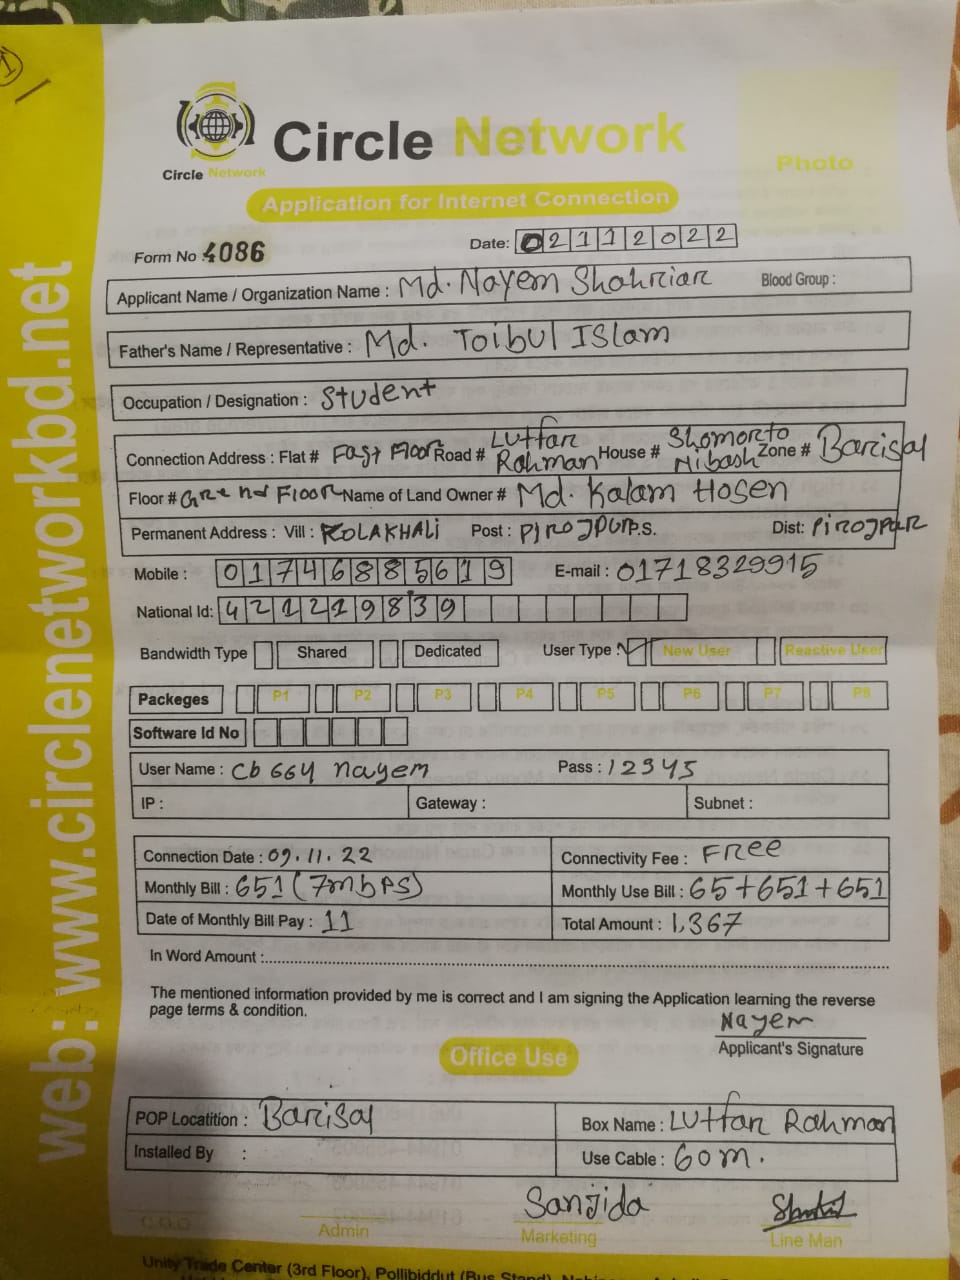 1
Circle Network
Circle Network
Photo
Application for Internet Connection
Form No : 4086
Date: 02112022
Applicant Name / Organization Name : Md. Nayem Shahriar Blood Group :
Father's Name / Representative : Md. Toibul ISlam
Occupation / Designation : Student
Connection Address : Flat # Fast Floor Road # Luttar Rahman House # Shomorto Nibash Zone # Barisal
Floor # Grend Floor Name of Land Owner # Md. Kalam Hosen
Permanent Address : Vill : KOLAKHALi Post : PIROJPUR P.S. Dist: PIROJPUR
Mobile : 01746885619 E-mail : 01718329915
National Id: 4212219839
Bandwidth Type Shared Dedicated User Type : New User Reactive User
Packeges P1 P2 P3 P4 P5 P6 P7 P8
Software Id No
User Name : cb 664 nayem Pass : 12345
IP : Gateway : Subnet :
Connection Date : 09.11.22 Connectivity Fee : FRee
Monthly Bill : 651 (7mbPS) Monthly Use Bill : 65+651+651
Date of Monthly Bill Pay : 11 Total Amount : 1,367
In Word Amount :
The mentioned information provided by me is correct and I am signing the Application learning the reverse
page terms & condition.
Nayem
Applicant's Signature
Office Use
POP Locatition : Barisal Box Name : Luttar Rahman
Installed By : Use Cable : 60m.
Sanjida
C.O.O Admin Marketing Line Man
Unity Trade Center (3rd Floor), Pollibiddut (Bus Stand),
web: www.circlenetworkbd.net